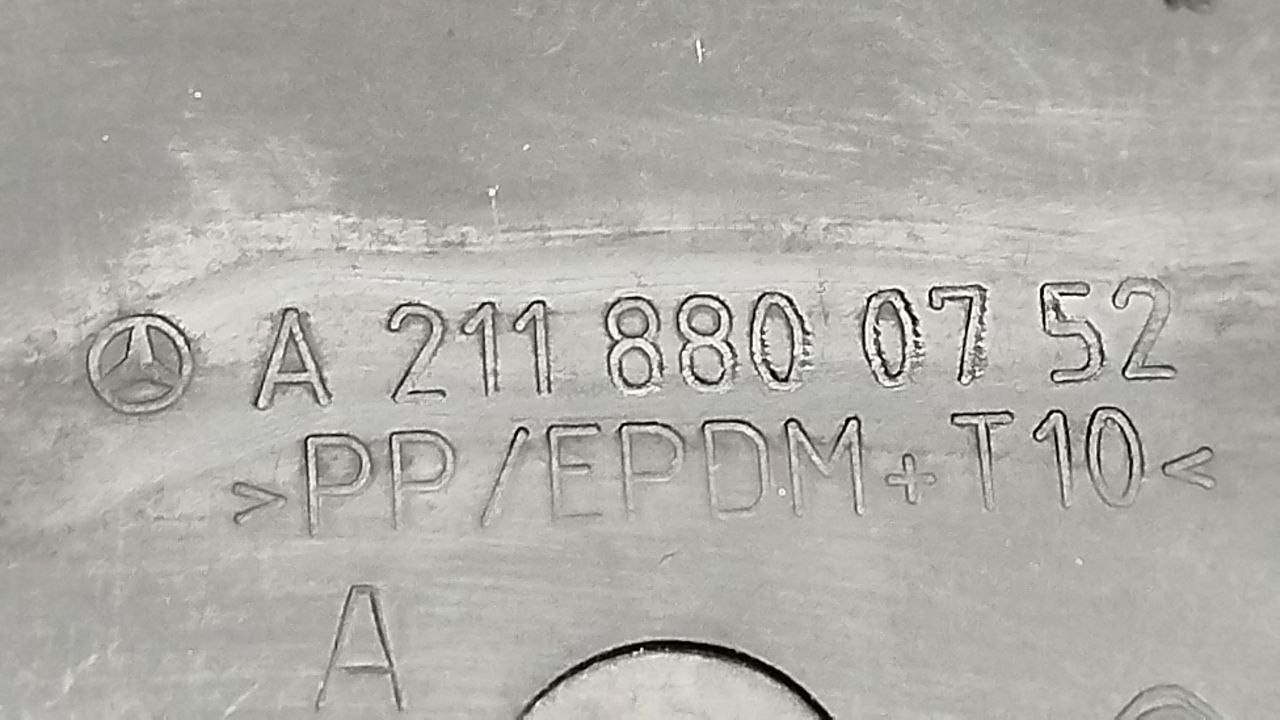 A 211 880 07 52
>PP/EPDM+T10<
A